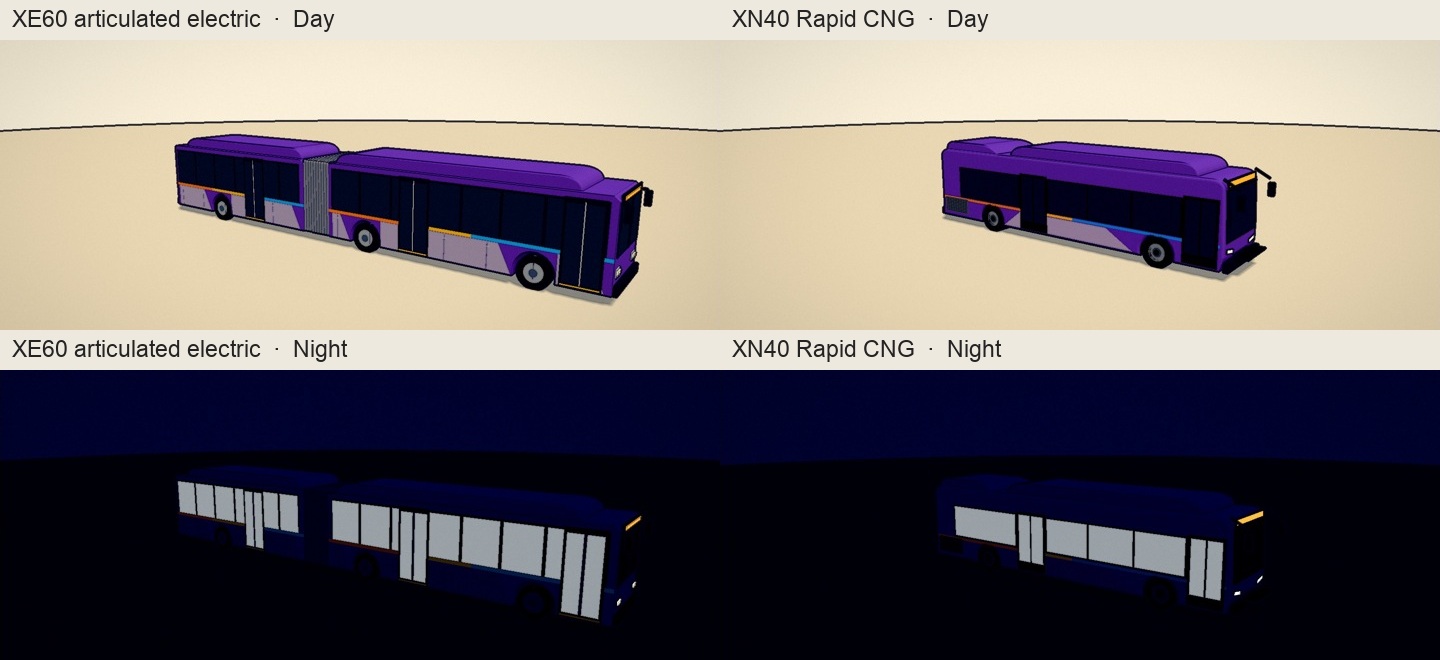 XE60 articulated electric · Day
XN40 Rapid CNG · Day
XE60 articulated electric · Night
XN40 Rapid CNG · Night